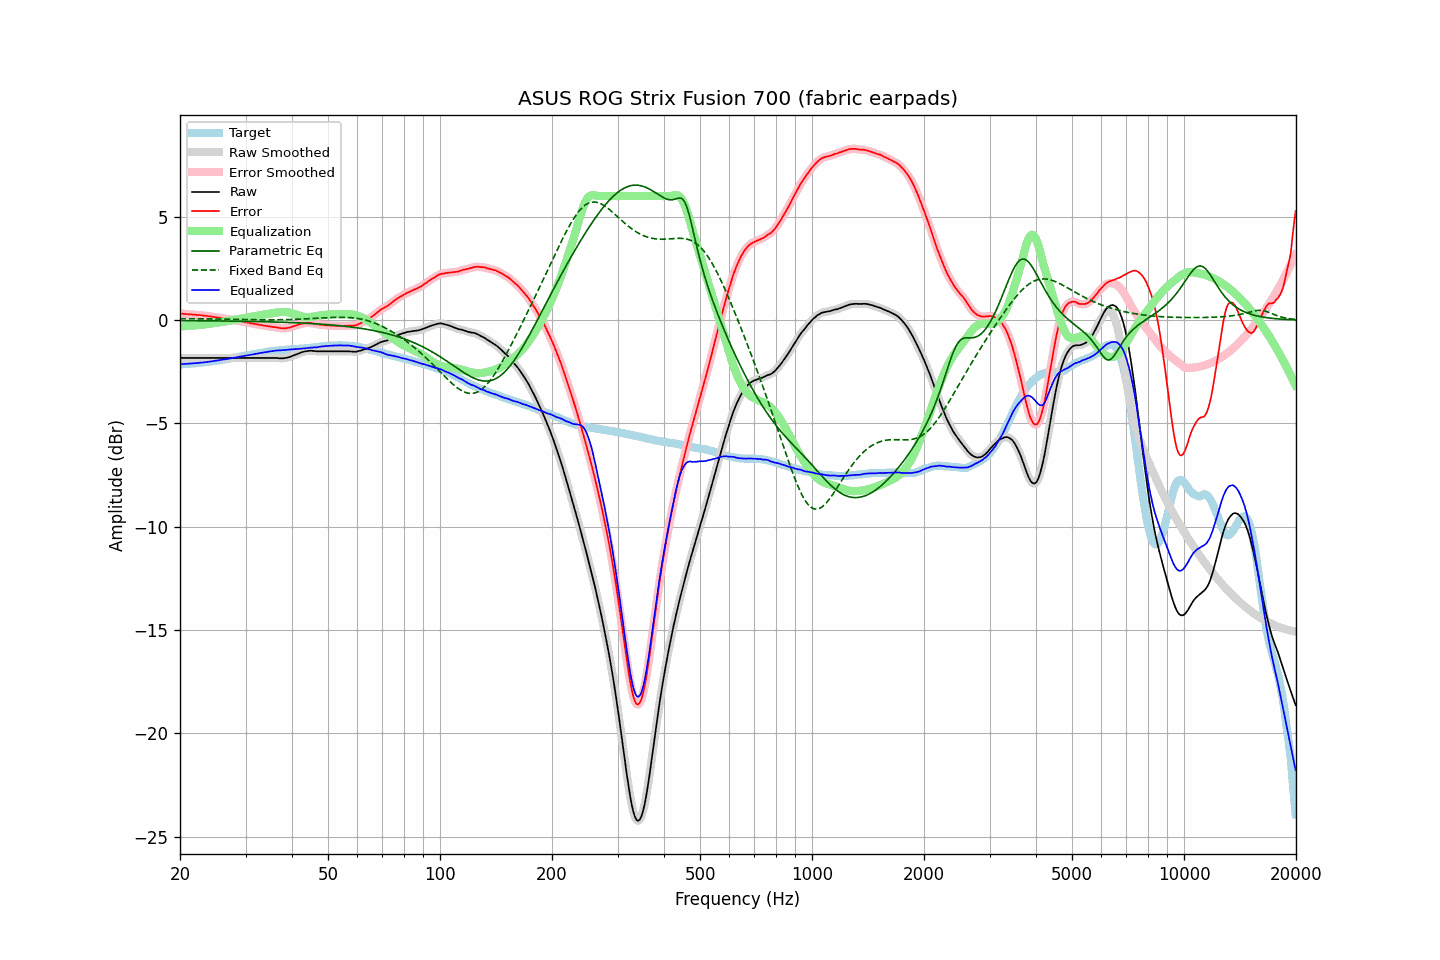 ASUS ROG Strix Fusion 700 (fabric earpads)
Target
Raw Smoothed
Error Smoothed
Raw
Error
Equalization
Parametric Eq
Fixed Band Eq
Equalized
5
0
−5
−10
−15
−20
−25
Amplitude (dBr)
20 50 100 200 500 1000 2000 5000 10000 20000
Frequency (Hz)